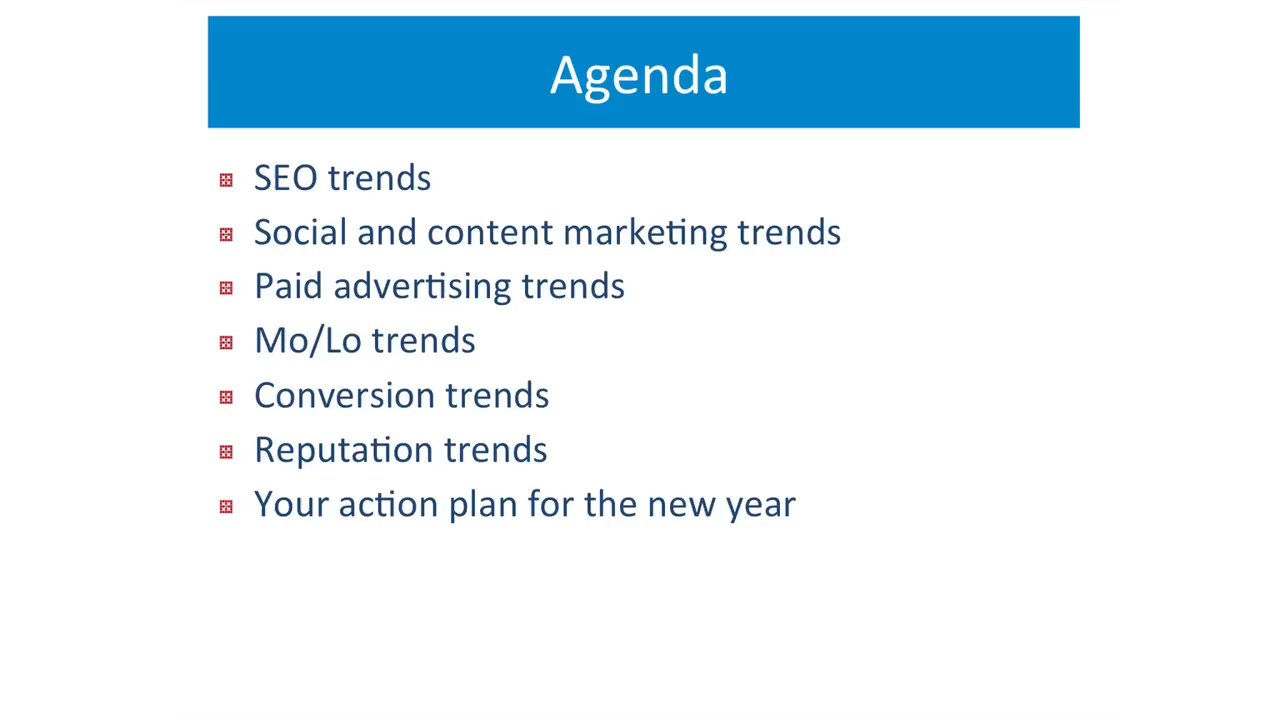 Agenda
SEO trends
Social and content marketing trends
Paid advertising trends
Mo/Lo trends
Conversion trends
Reputation trends
Your action plan for the new year